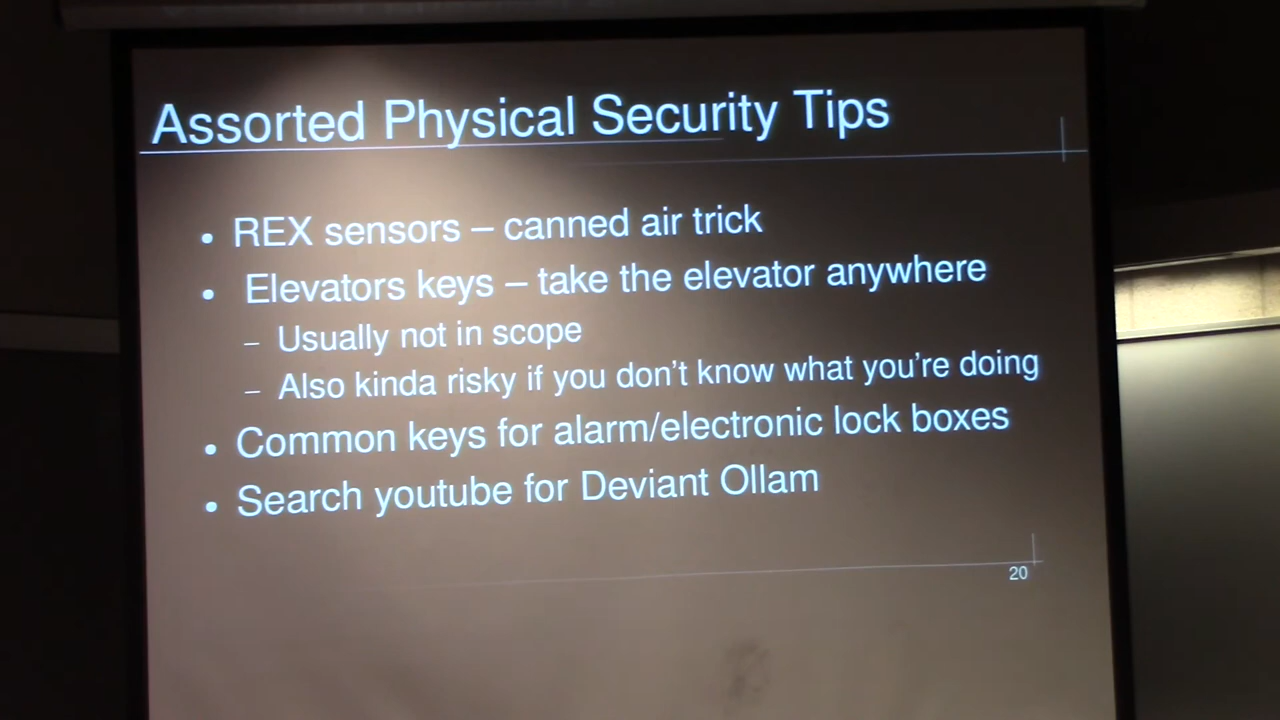 Assorted Physical Security Tips
• REX sensors – canned air trick
• Elevators keys – take the elevator anywhere
– Usually not in scope
– Also kinda risky if you don't know what you're doing
• Common keys for alarm/electronic lock boxes
• Search youtube for Deviant Ollam
20